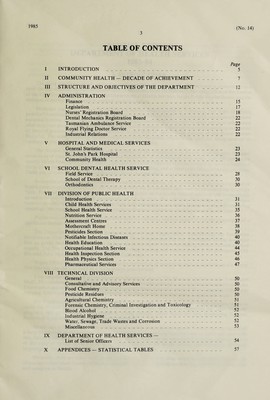 1985
(No. 14)
3
TABLE OF CONTENTS
Page
I INTRODUCTION 5
II COMMUNITY HEALTH — DECADE OF ACHIEVEMENT 7
III STRUCTURE AND OBJECTIVES OF THE DEPARTMENT 12
IV ADMINISTRATION
Finance 15
Legislation 17
Nurses' Registration Board 18
Dental Mechanics Registration Board 22
Tasmanian Ambulance Service 22
Royal Flying Doctor Service 22
Industrial Relations 22
V HOSPITAL AND MEDICAL SERVICES
General Statistics 23
St. John's Park Hospital 23
Community Health 24
VI SCHOOL DENTAL HEALTH SERVICE
Field Service 29
School of Dental Therapy 30
Orthodontics 30
VII DIVISION OF PUBLIC HEALTH
Introduction 31
Child Health Services 31
School Health Service 35
Nutrition Service 36
Assessment Centres 37
Mothercraft Home 38
Pesticides Section 39
Notifiable Infectious Diseases 40
Health Education 40
Occupational Health Service 44
Health Inspection Section 45
Health Physics Section 46
Pharmaceutical Services 47
VIII TECHNICAL DIVISION
General 50
Consultative and Advisory Services 50
Food Chemistry 50
Pesticide Residues 50
Agricultural Chemistry 51
Forensic Chemistry, Criminal Investigation and Toxicology 51
Blood Alcohol 52
Industrial Hygiene 52
Water, Sewage, Trade Wastes and Corrosion 52
Miscellaneous 53
IX DEPARTMENT OF HEALTH SERVICES —
List of Senior Officers 54
X APPENDICES — STATISTICAL TABLES 57